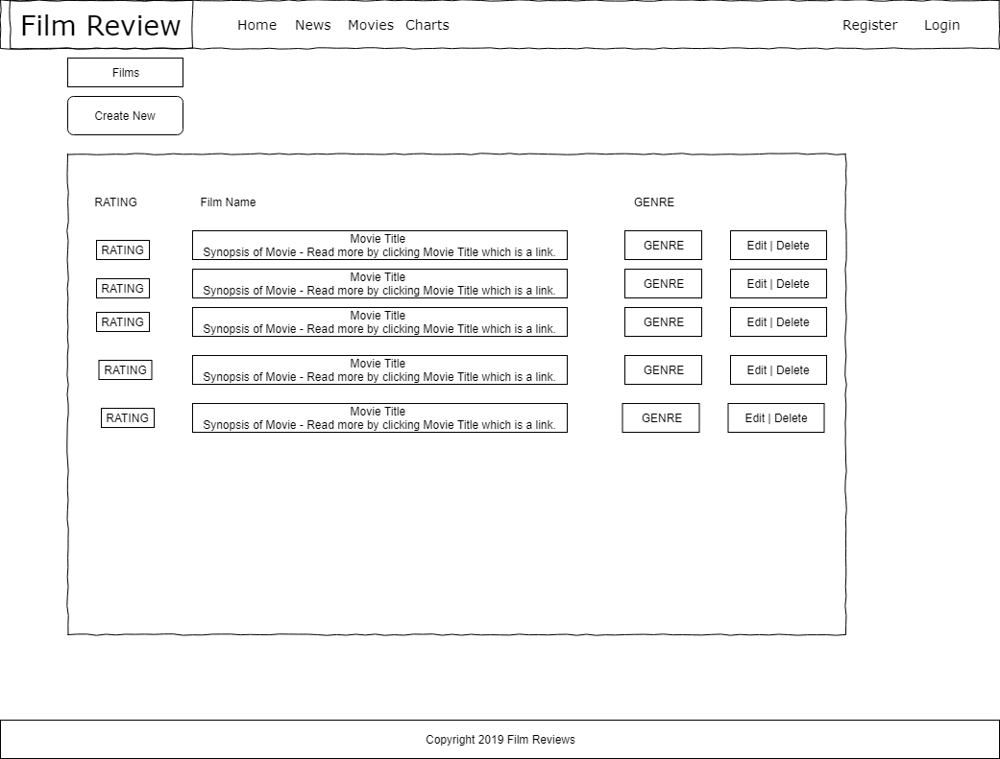 Film Review
Home News Movies Charts
Register Login
Films
Create New
RATING Film Name GENRE
RATING
Movie Title
Synopsis of Movie - Read more by clicking Movie Title which is a link.
GENRE
Edit | Delete
RATING
Movie Title
Synopsis of Movie - Read more by clicking Movie Title which is a link.
GENRE
Edit | Delete
RATING
Movie Title
Synopsis of Movie - Read more by clicking Movie Title which is a link.
GENRE
Edit | Delete
RATING
Movie Title
Synopsis of Movie - Read more by clicking Movie Title which is a link.
GENRE
Edit | Delete
RATING
Movie Title
Synopsis of Movie - Read more by clicking Movie Title which is a link.
GENRE
Edit | Delete
Copyright 2019 Film Reviews